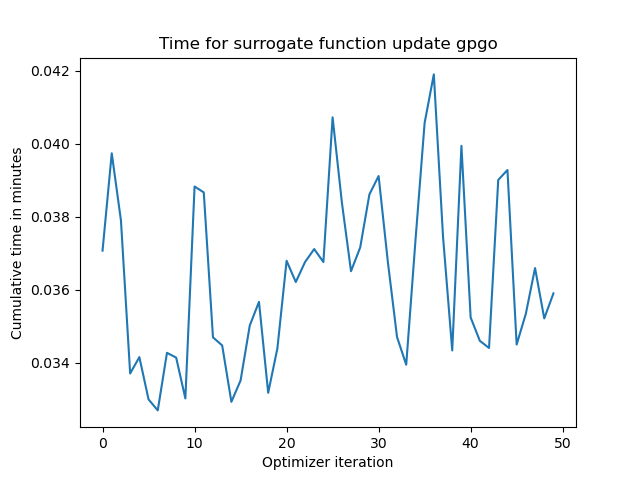 Time for surrogate function update gpgo
Cumulative time in minutes
0.042
0.040
0.038
0.036
0.034
0 10 20 30 40 50
Optimizer iteration